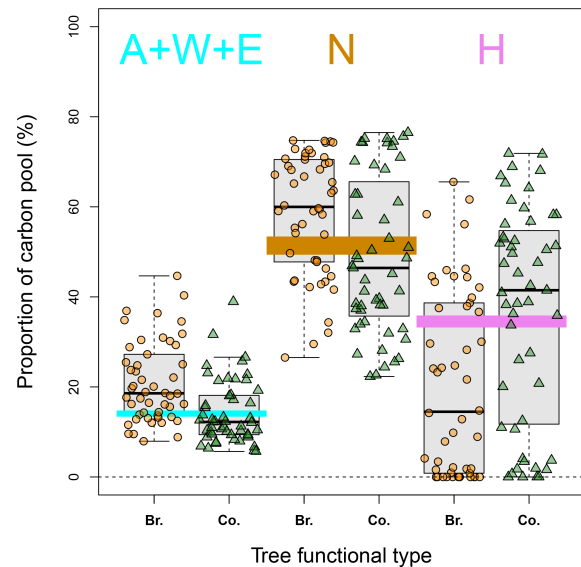 A+W+E N H
100
80
60
40
20
0
Proportion of carbon pool (%)
Br. Co. Br. Co. Br. Co.
Tree functional type